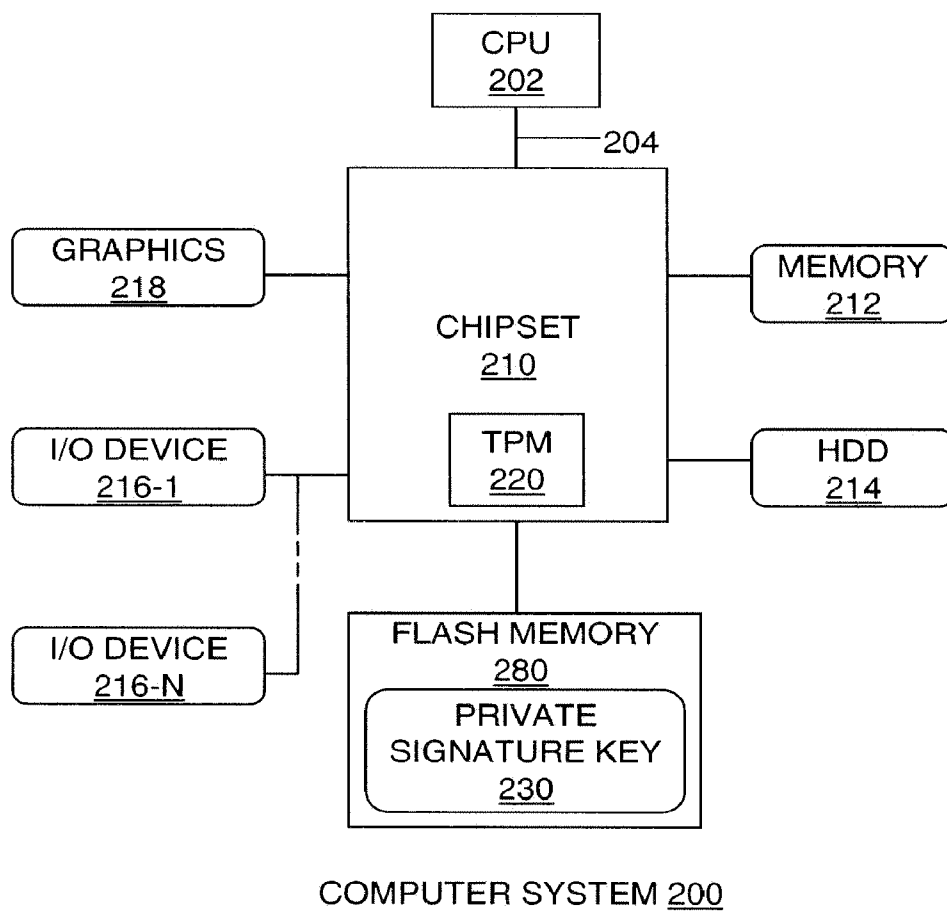 CPU
202
204
GRAPHICS
218
MEMORY
212
CHIPSET
210
I/O DEVICE
216-1
TPM
220
HDD
214
I/O DEVICE
216-N
FLASH MEMORY
280
PRIVATE
SIGNATURE KEY
230
COMPUTER SYSTEM 200